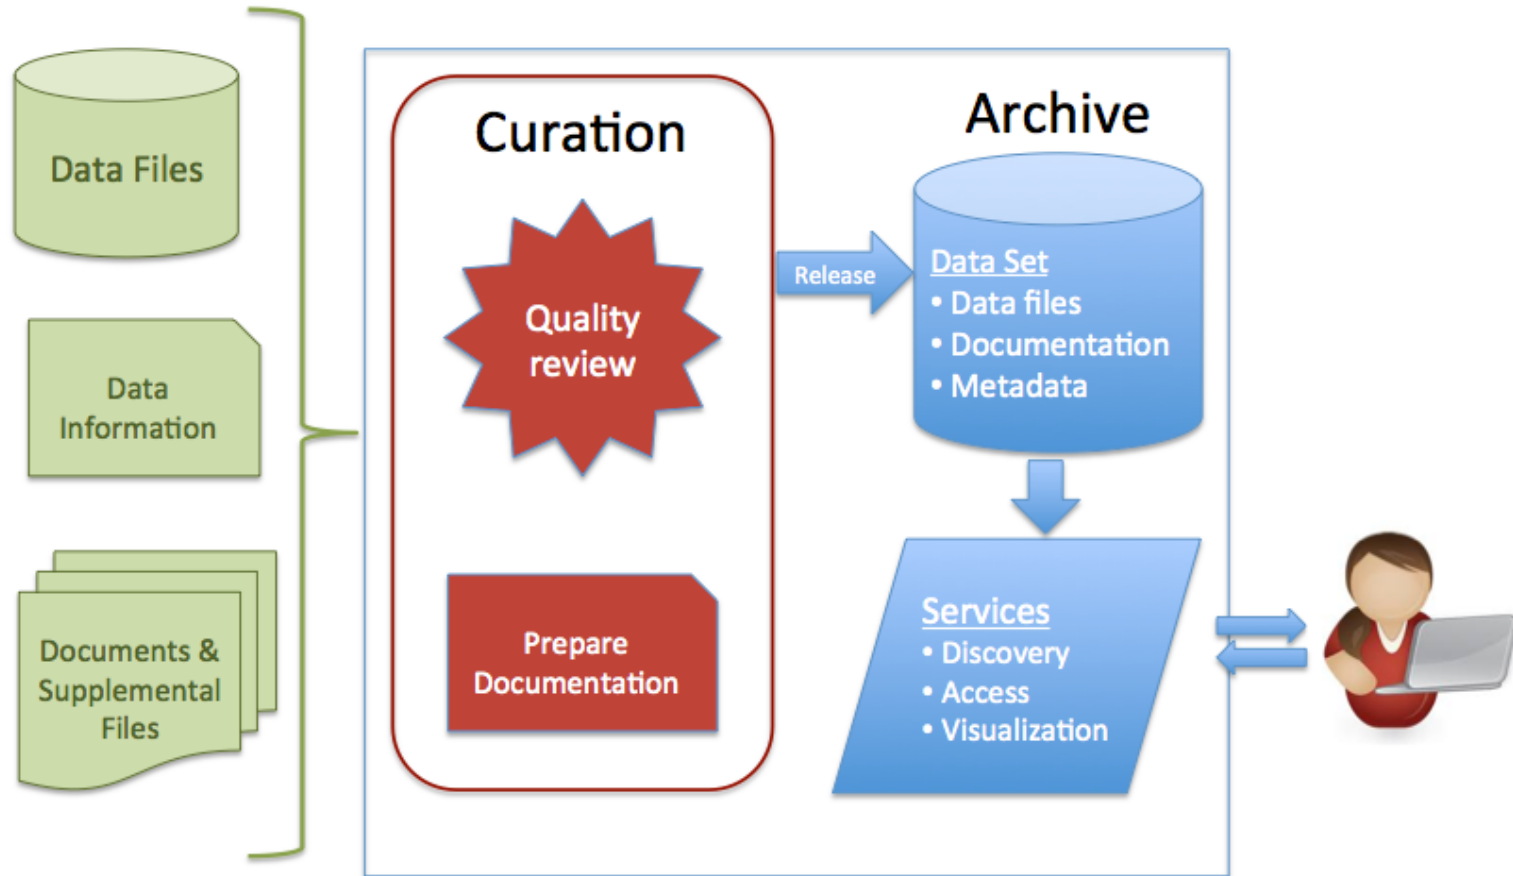 Data Files
Data
Information
Documents &
Supplemental
Files
Curation
Quality
review
Prepare
Documentation
Release
Archive
Data Set
• Data files
• Documentation
• Metadata
Services
• Discovery
• Access
• Visualization